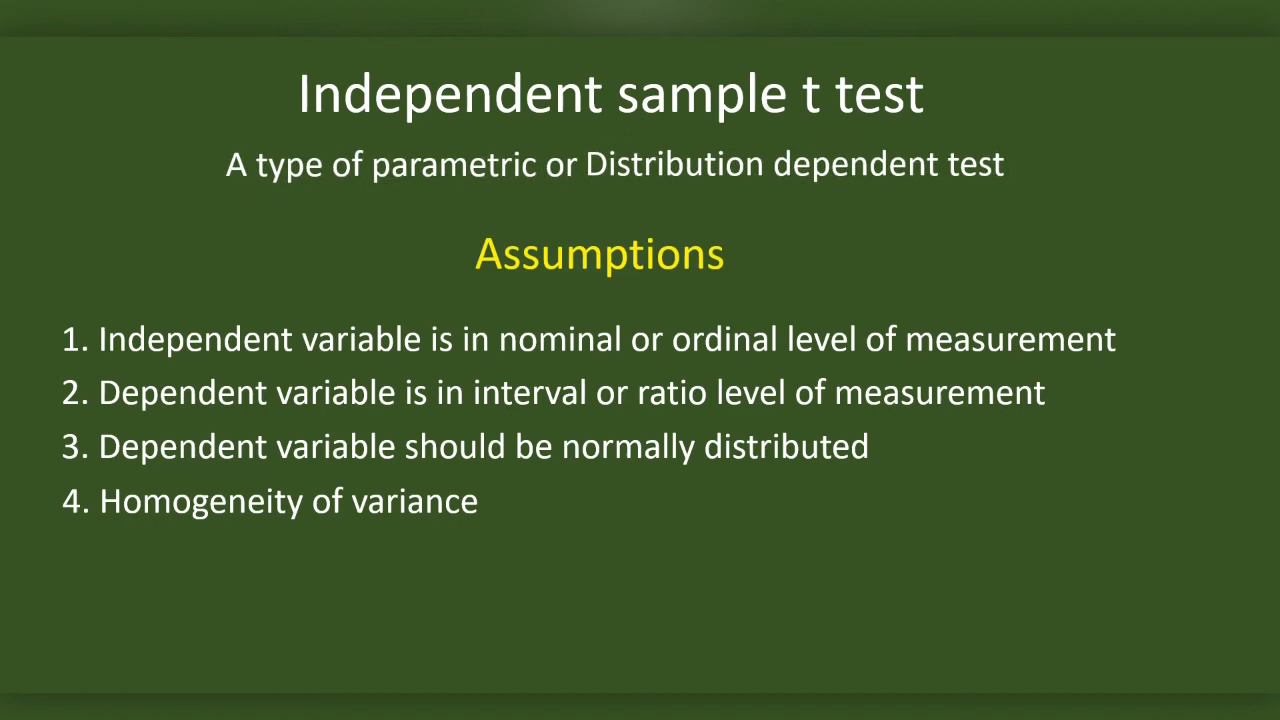 Independent sample t test
A type of parametric or Distribution dependent test
Assumptions
1. Independent variable is in nominal or ordinal level of measurement
2. Dependent variable is in interval or ratio level of measurement
3. Dependent variable should be normally distributed
4. Homogeneity of variance